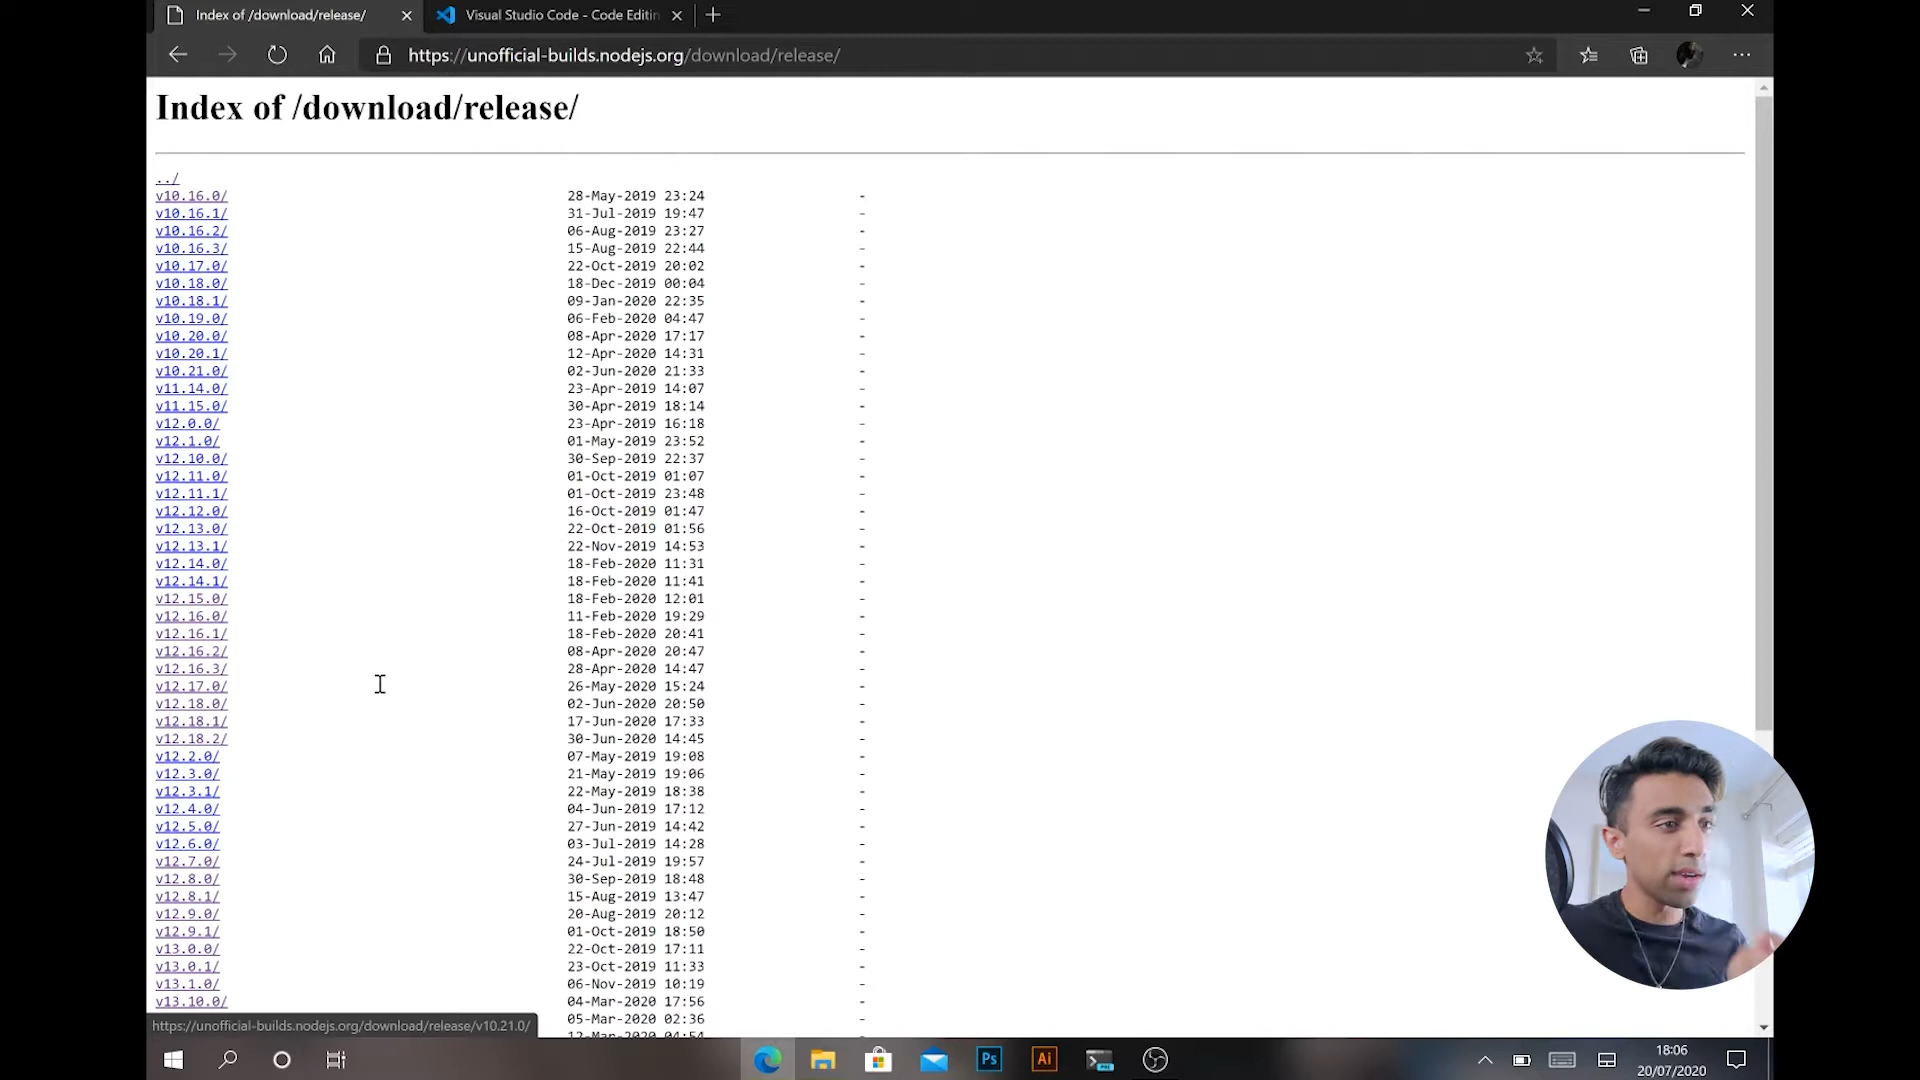 Index of /download/release/
Visual Studio Code - Code Editin
https://unofficial-builds.nodejs.org/download/release/
Index of /download/release/
../
v10.16.0/ 28-May-2019 23:24 -
v10.16.1/ 31-Jul-2019 19:47 -
v10.16.2/ 06-Aug-2019 23:27 -
v10.16.3/ 15-Aug-2019 22:44 -
v10.17.0/ 22-Oct-2019 20:02 -
v10.18.0/ 18-Dec-2019 00:04 -
v10.18.1/ 09-Jan-2020 22:35 -
v10.19.0/ 06-Feb-2020 04:47 -
v10.20.0/ 08-Apr-2020 17:17 -
v10.20.1/ 12-Apr-2020 14:31 -
v10.21.0/ 02-Jun-2020 21:33 -
v11.14.0/ 23-Apr-2019 14:07 -
v11.15.0/ 30-Apr-2019 18:14 -
v12.0.0/ 23-Apr-2019 16:18 -
v12.1.0/ 01-May-2019 23:52 -
v12.10.0/ 30-Sep-2019 22:37 -
v12.11.0/ 01-Oct-2019 01:07 -
v12.11.1/ 01-Oct-2019 23:48 -
v12.12.0/ 16-Oct-2019 01:47 -
v12.13.0/ 22-Oct-2019 01:56 -
v12.13.1/ 22-Nov-2019 14:53 -
v12.14.0/ 18-Feb-2020 11:31 -
v12.14.1/ 18-Feb-2020 11:41 -
v12.15.0/ 18-Feb-2020 12:01 -
v12.16.0/ 11-Feb-2020 19:29 -
v12.16.1/ 18-Feb-2020 20:41 -
v12.16.2/ 08-Apr-2020 20:47 -
v12.16.3/ 28-Apr-2020 14:47 -
v12.17.0/ 26-May-2020 15:24 -
v12.18.0/ 02-Jun-2020 20:50 -
v12.18.1/ 17-Jun-2020 17:33 -
v12.18.2/ 30-Jun-2020 14:45 -
v12.2.0/ 07-May-2019 19:08 -
v12.3.0/ 21-May-2019 19:06 -
v12.3.1/ 22-May-2019 18:38 -
v12.4.0/ 04-Jun-2019 17:12 -
v12.5.0/ 27-Jun-2019 14:42 -
v12.6.0/ 03-Jul-2019 14:28 -
v12.7.0/ 24-Jul-2019 19:57 -
v12.8.0/ 30-Sep-2019 18:48 -
v12.8.1/ 15-Aug-2019 13:47 -
v12.9.0/ 20-Aug-2019 20:12 -
v12.9.1/ 01-Oct-2019 18:50 -
v13.0.0/ 22-Oct-2019 17:11 -
v13.0.1/ 23-Oct-2019 11:33 -
v13.1.0/ 06-Nov-2019 10:19 -
v13.10.0/ 04-Mar-2020 17:56 -
05-Mar-2020 02:36 -
12-Mar-2020 04:54 -
https://unofficial-builds.nodejs.org/download/release/v10.21.0/
Ps
Ai
18:06
20/07/2020